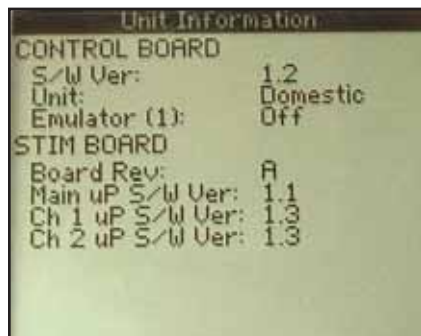 Unit Information
CONTROL BOARD
S/W Ver: 1.2
Unit: Domestic
Emulator (1): Off
STIM BOARD
Board Rev: A
Main uP S/W Ver: 1.1
Ch 1 uP S/W Ver: 1.3
Ch 2 uP S/W Ver: 1.3